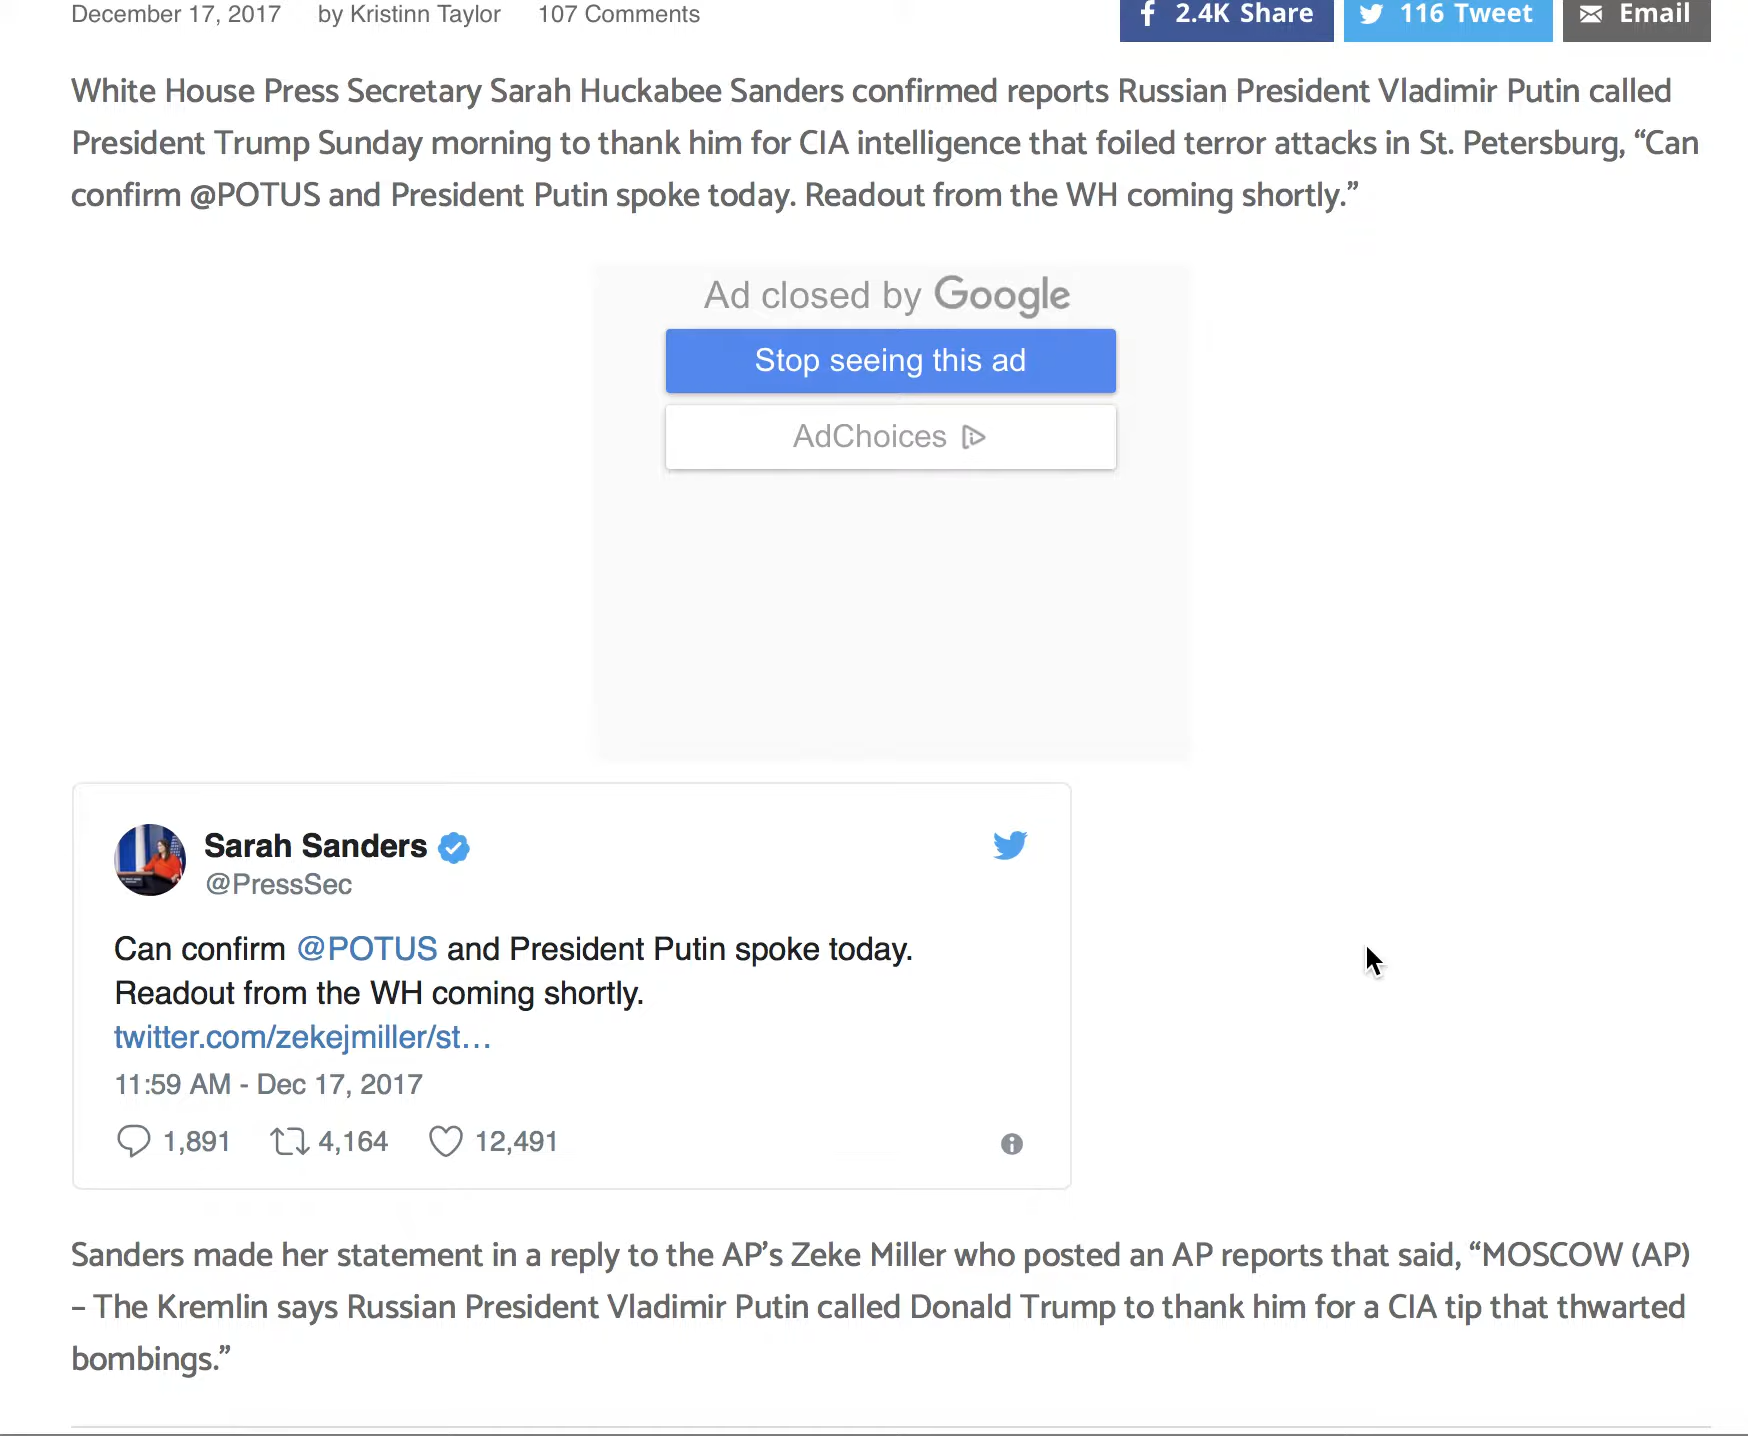 December 17, 2017 by Kristinn Taylor 107 Comments
2.4K Share 116 Tweet Email
White House Press Secretary Sarah Huckabee Sanders confirmed reports Russian President Vladimir Putin called
President Trump Sunday morning to thank him for CIA intelligence that foiled terror attacks in St. Petersburg, “Can
confirm @POTUS and President Putin spoke today. Readout from the WH coming shortly.”
Ad closed by Google
Stop seeing this ad
AdChoices
Sarah Sanders
@PressSec
Can confirm @POTUS and President Putin spoke today.
Readout from the WH coming shortly.
twitter.com/zekejmiller/st…
11:59 AM - Dec 17, 2017
1,891 4,164 12,491
Sanders made her statement in a reply to the AP’s Zeke Miller who posted an AP reports that said, “MOSCOW (AP)
– The Kremlin says Russian President Vladimir Putin called Donald Trump to thank him for a CIA tip that thwarted
bombings.”